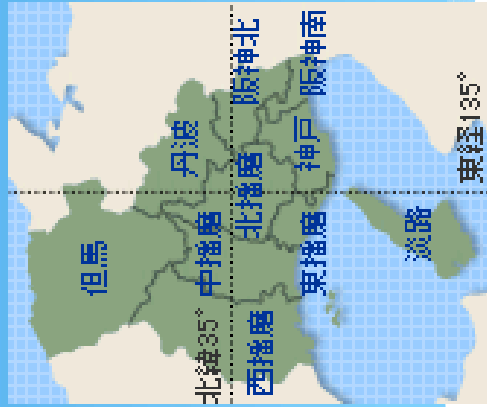 但馬
丹波
阪神北
阪神南
中播磨
北播磨
神戸
西播磨
東播磨
淡路
北緯35°
東経135°